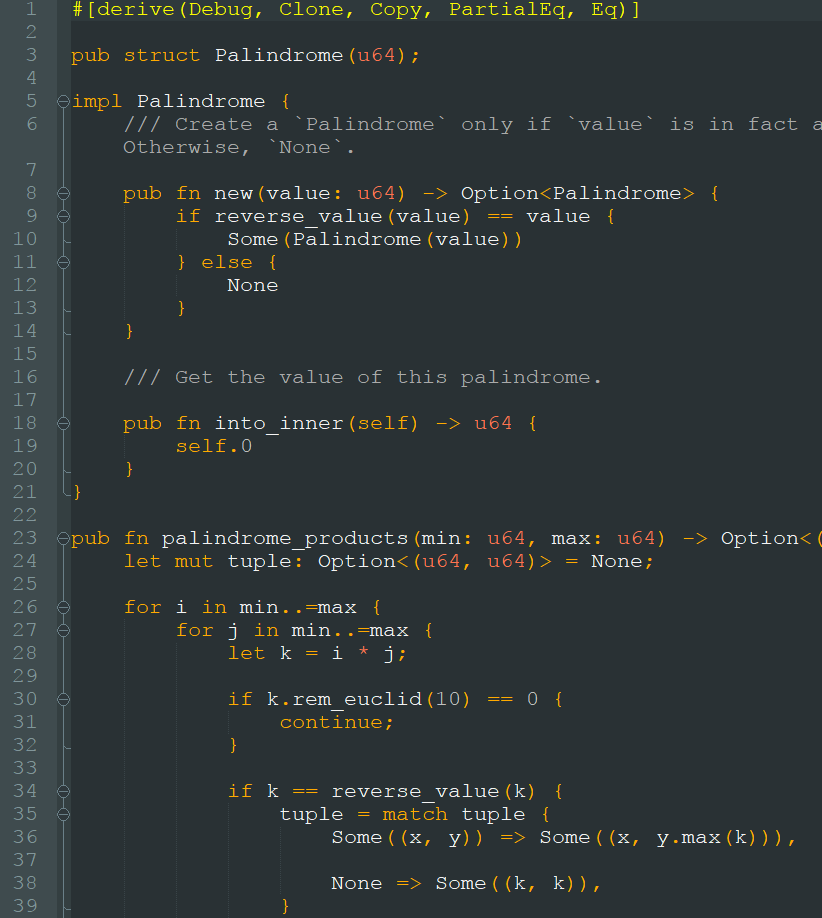 1 #[derive(Debug, Clone, Copy, PartialEq, Eq)]
2
3 pub struct Palindrome(u64);
4
5 impl Palindrome {
6     /// Create a `Palindrome` only if `value` is in fact a
    Otherwise, `None`.
7
8     pub fn new(value: u64) -> Option<Palindrome> {
9         if reverse_value(value) == value {
10             Some(Palindrome(value))
11         } else {
12             None
13         }
14     }
15
16     /// Get the value of this palindrome.
17
18     pub fn into_inner(self) -> u64 {
19         self.0
20     }
21 }
22
23 pub fn palindrome_products(min: u64, max: u64) -> Option<(
24     let mut tuple: Option<(u64, u64)> = None;
25
26     for i in min..=max {
27         for j in min..=max {
28             let k = i * j;
29
30             if k.rem_euclid(10) == 0 {
31                 continue;
32             }
33
34             if k == reverse_value(k) {
35                 tuple = match tuple {
36                     Some((x, y)) => Some((x, y.max(k))),
37
38                     None => Some((k, k)),
39                 }